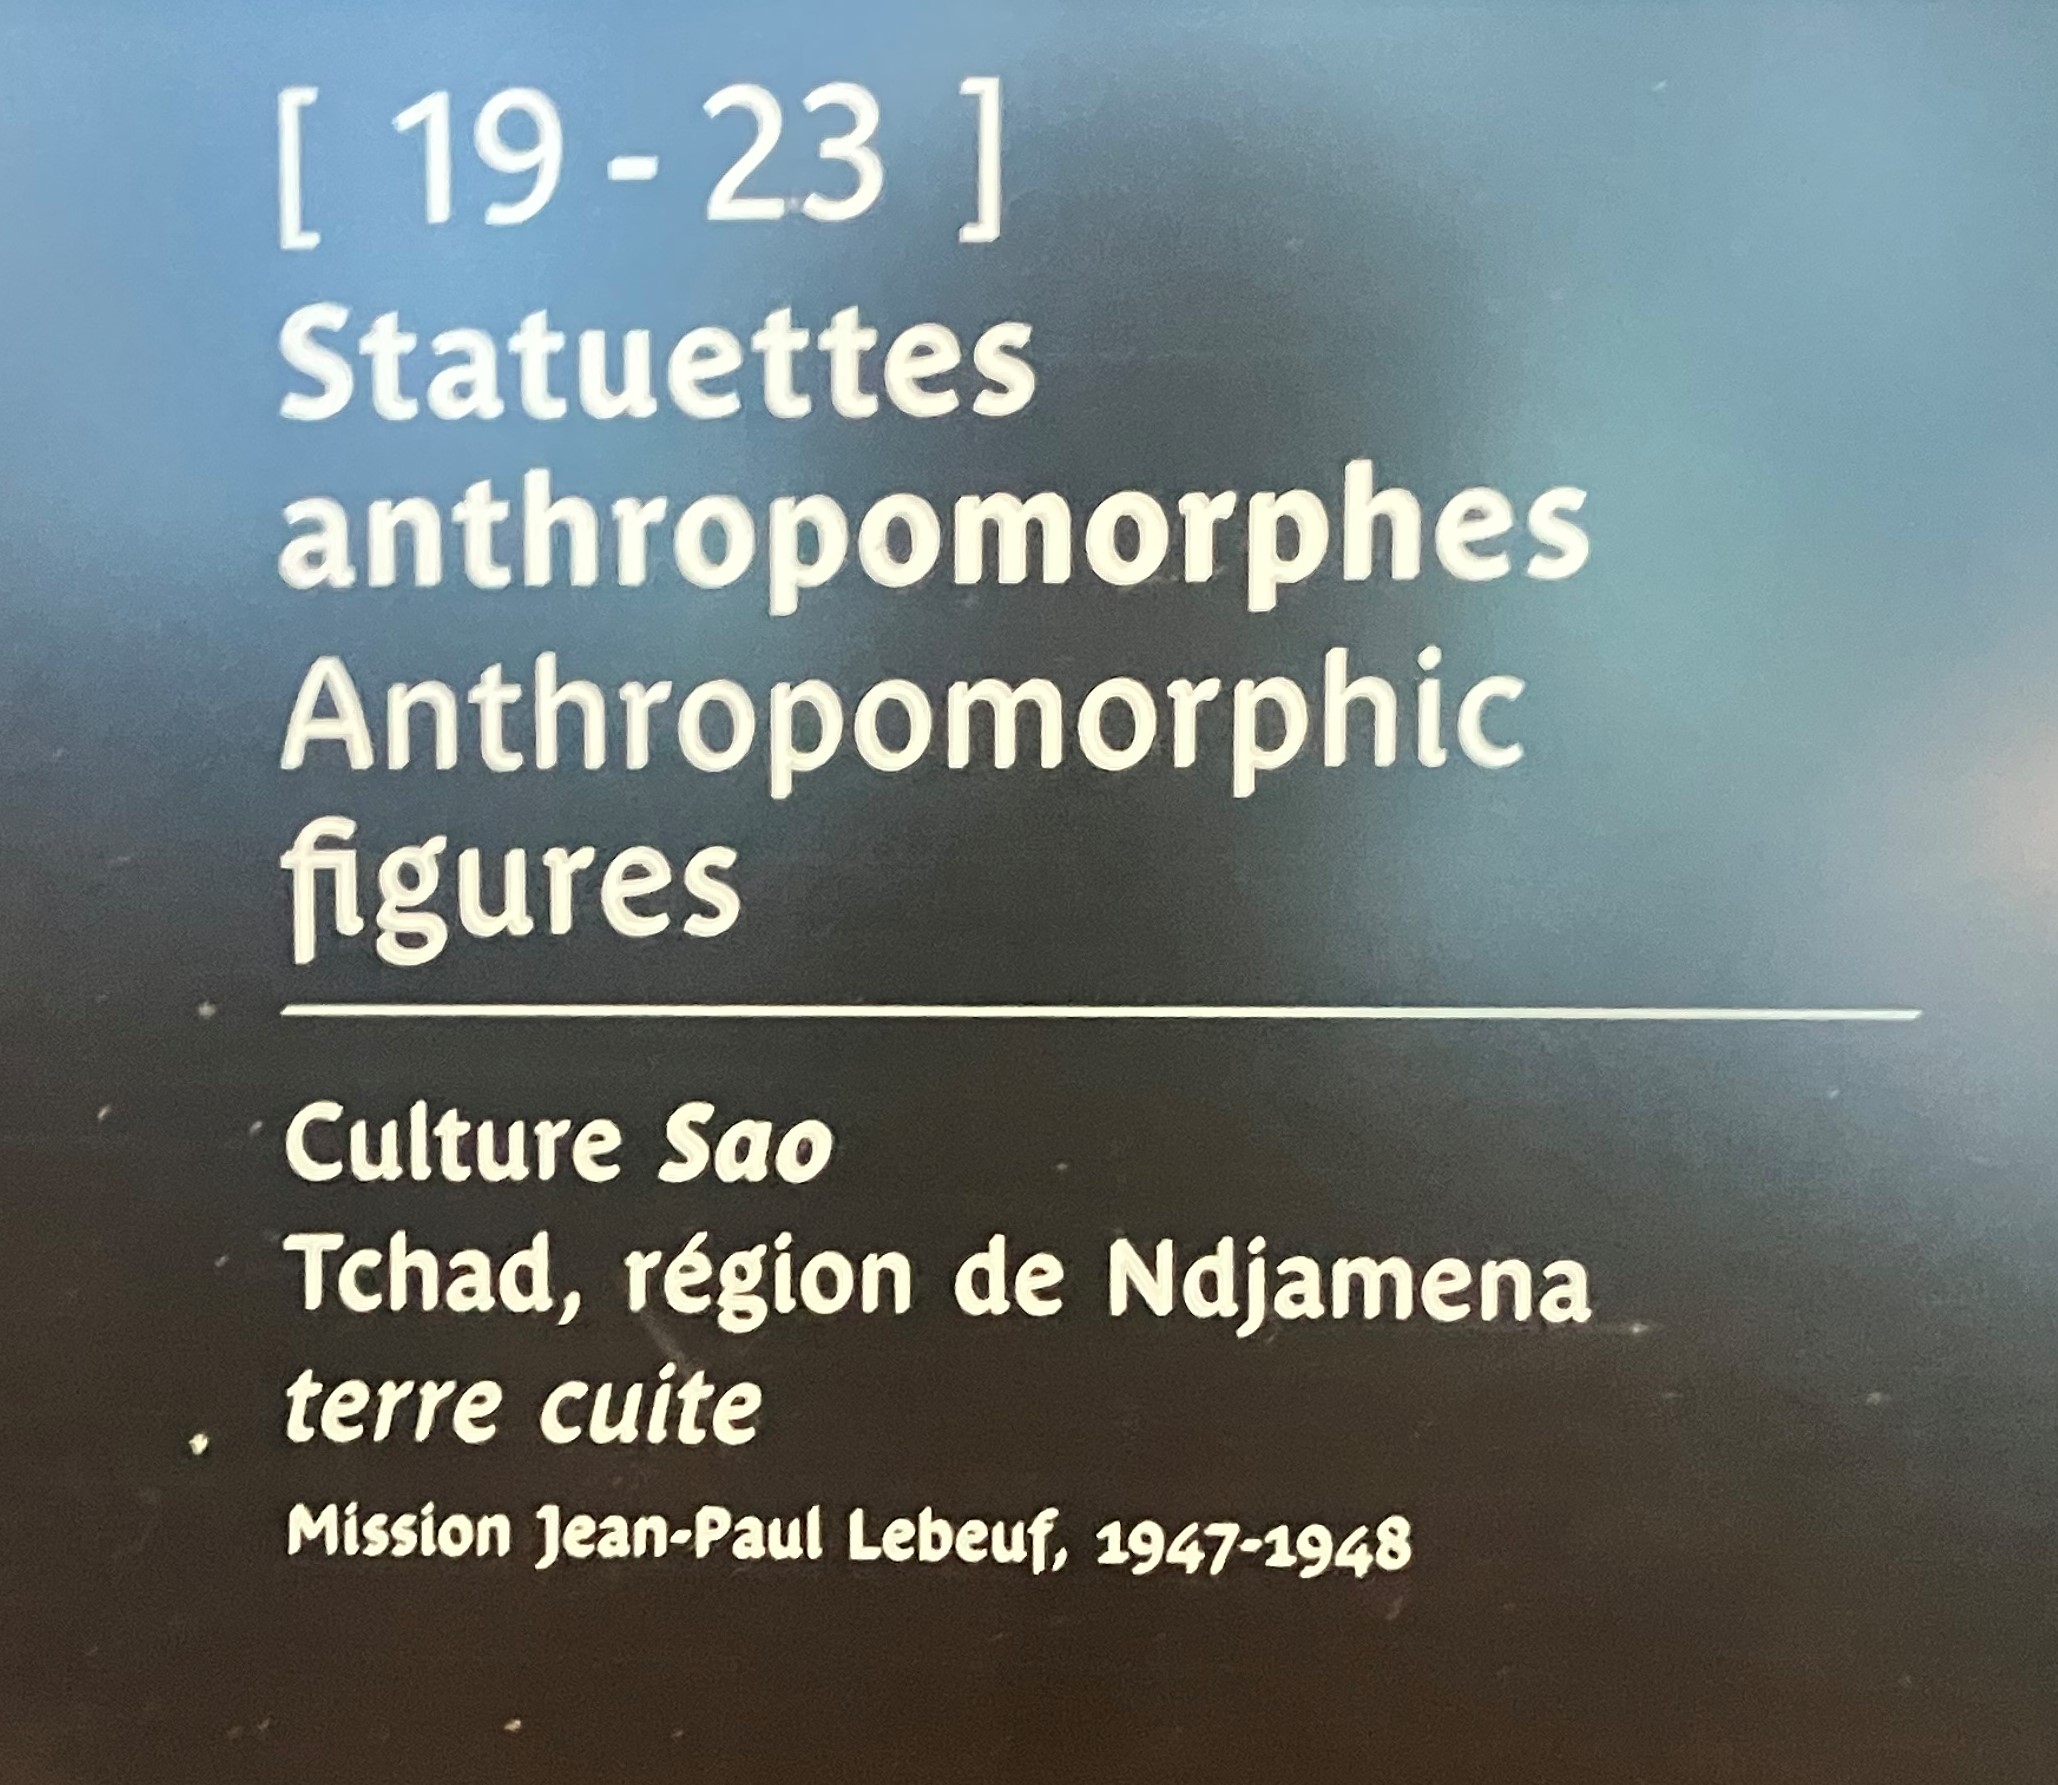 [ 19 - 23 ]
Statuettes
anthropomorphes
Anthropomorphic
figures
Culture Sao
Tchad, région de Ndjamena
terre cuite
Mission Jean-Paul Lebeuf, 1947-1948